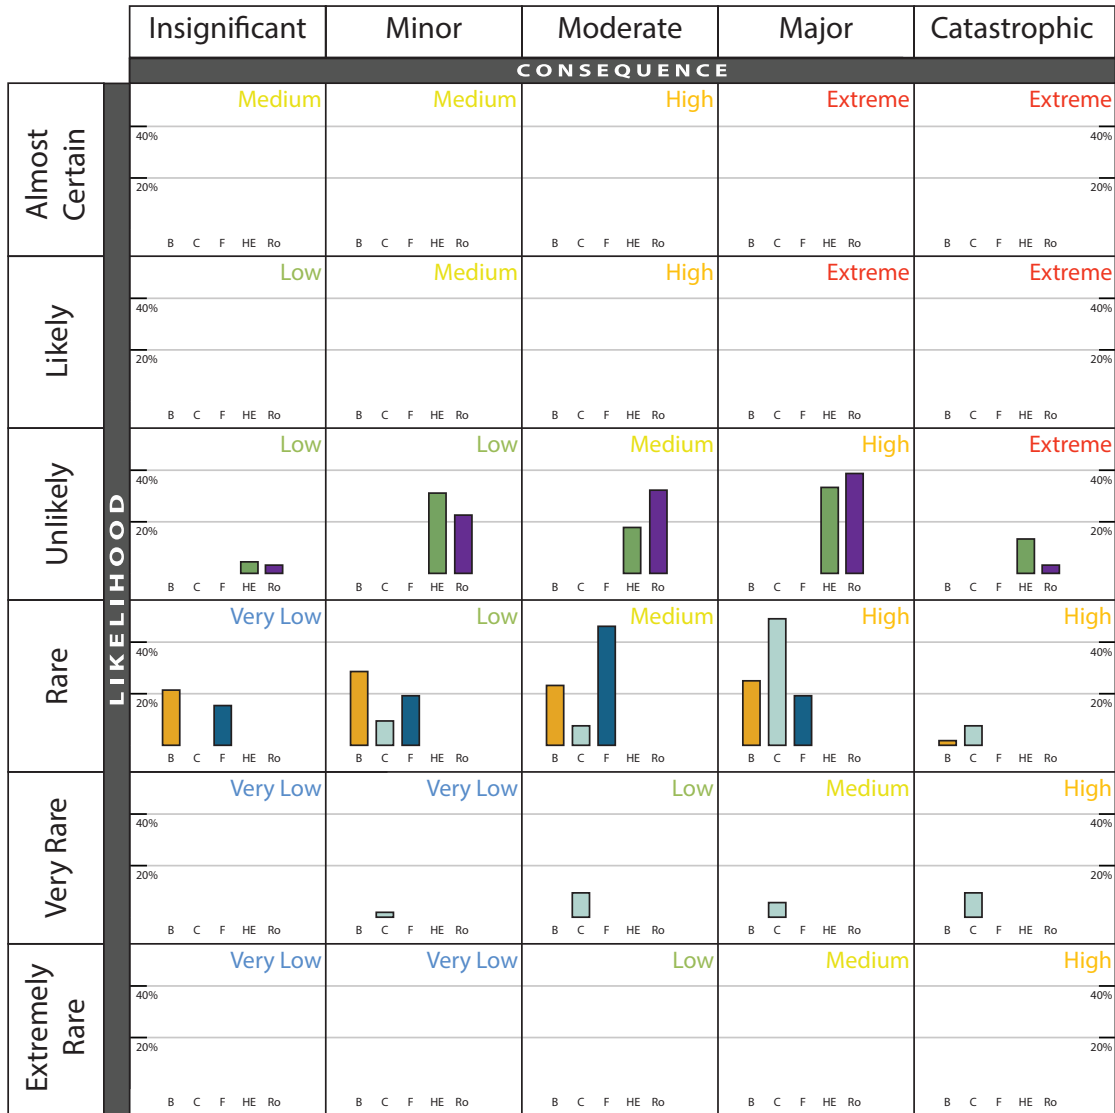 Insignificant Minor Moderate Major Catastrophic
CONSEQUENCE
LIKELIHOOD
Almost
Certain
Medium Medium High Extreme Extreme
40% 40%
20% 20%
B C F HE Ro B C F HE Ro B C F HE Ro B C F HE Ro B C F HE Ro
Likely
Low Medium High Extreme Extreme
40% 40%
20% 20%
B C F HE Ro B C F HE Ro B C F HE Ro B C F HE Ro B C F HE Ro
Unlikely
Low Low Medium High Extreme
40% 40%
20% 20%
B C F HE Ro B C F HE Ro B C F HE Ro B C F HE Ro B C F HE Ro
Rare
Very Low Low Medium High High
40% 40%
20% 20%
B C F HE Ro B C F HE Ro B C F HE Ro B C F HE Ro B C F HE Ro
Very Rare
Very Low Very Low Low Medium High
40% 40%
20% 20%
B C F HE Ro B C F HE Ro B C F HE Ro B C F HE Ro B C F HE Ro
Extremely
Rare
Very Low Very Low Low Medium High
40% 40%
20% 20%
B C F HE Ro B C F HE Ro B C F HE Ro B C F HE Ro B C F HE Ro